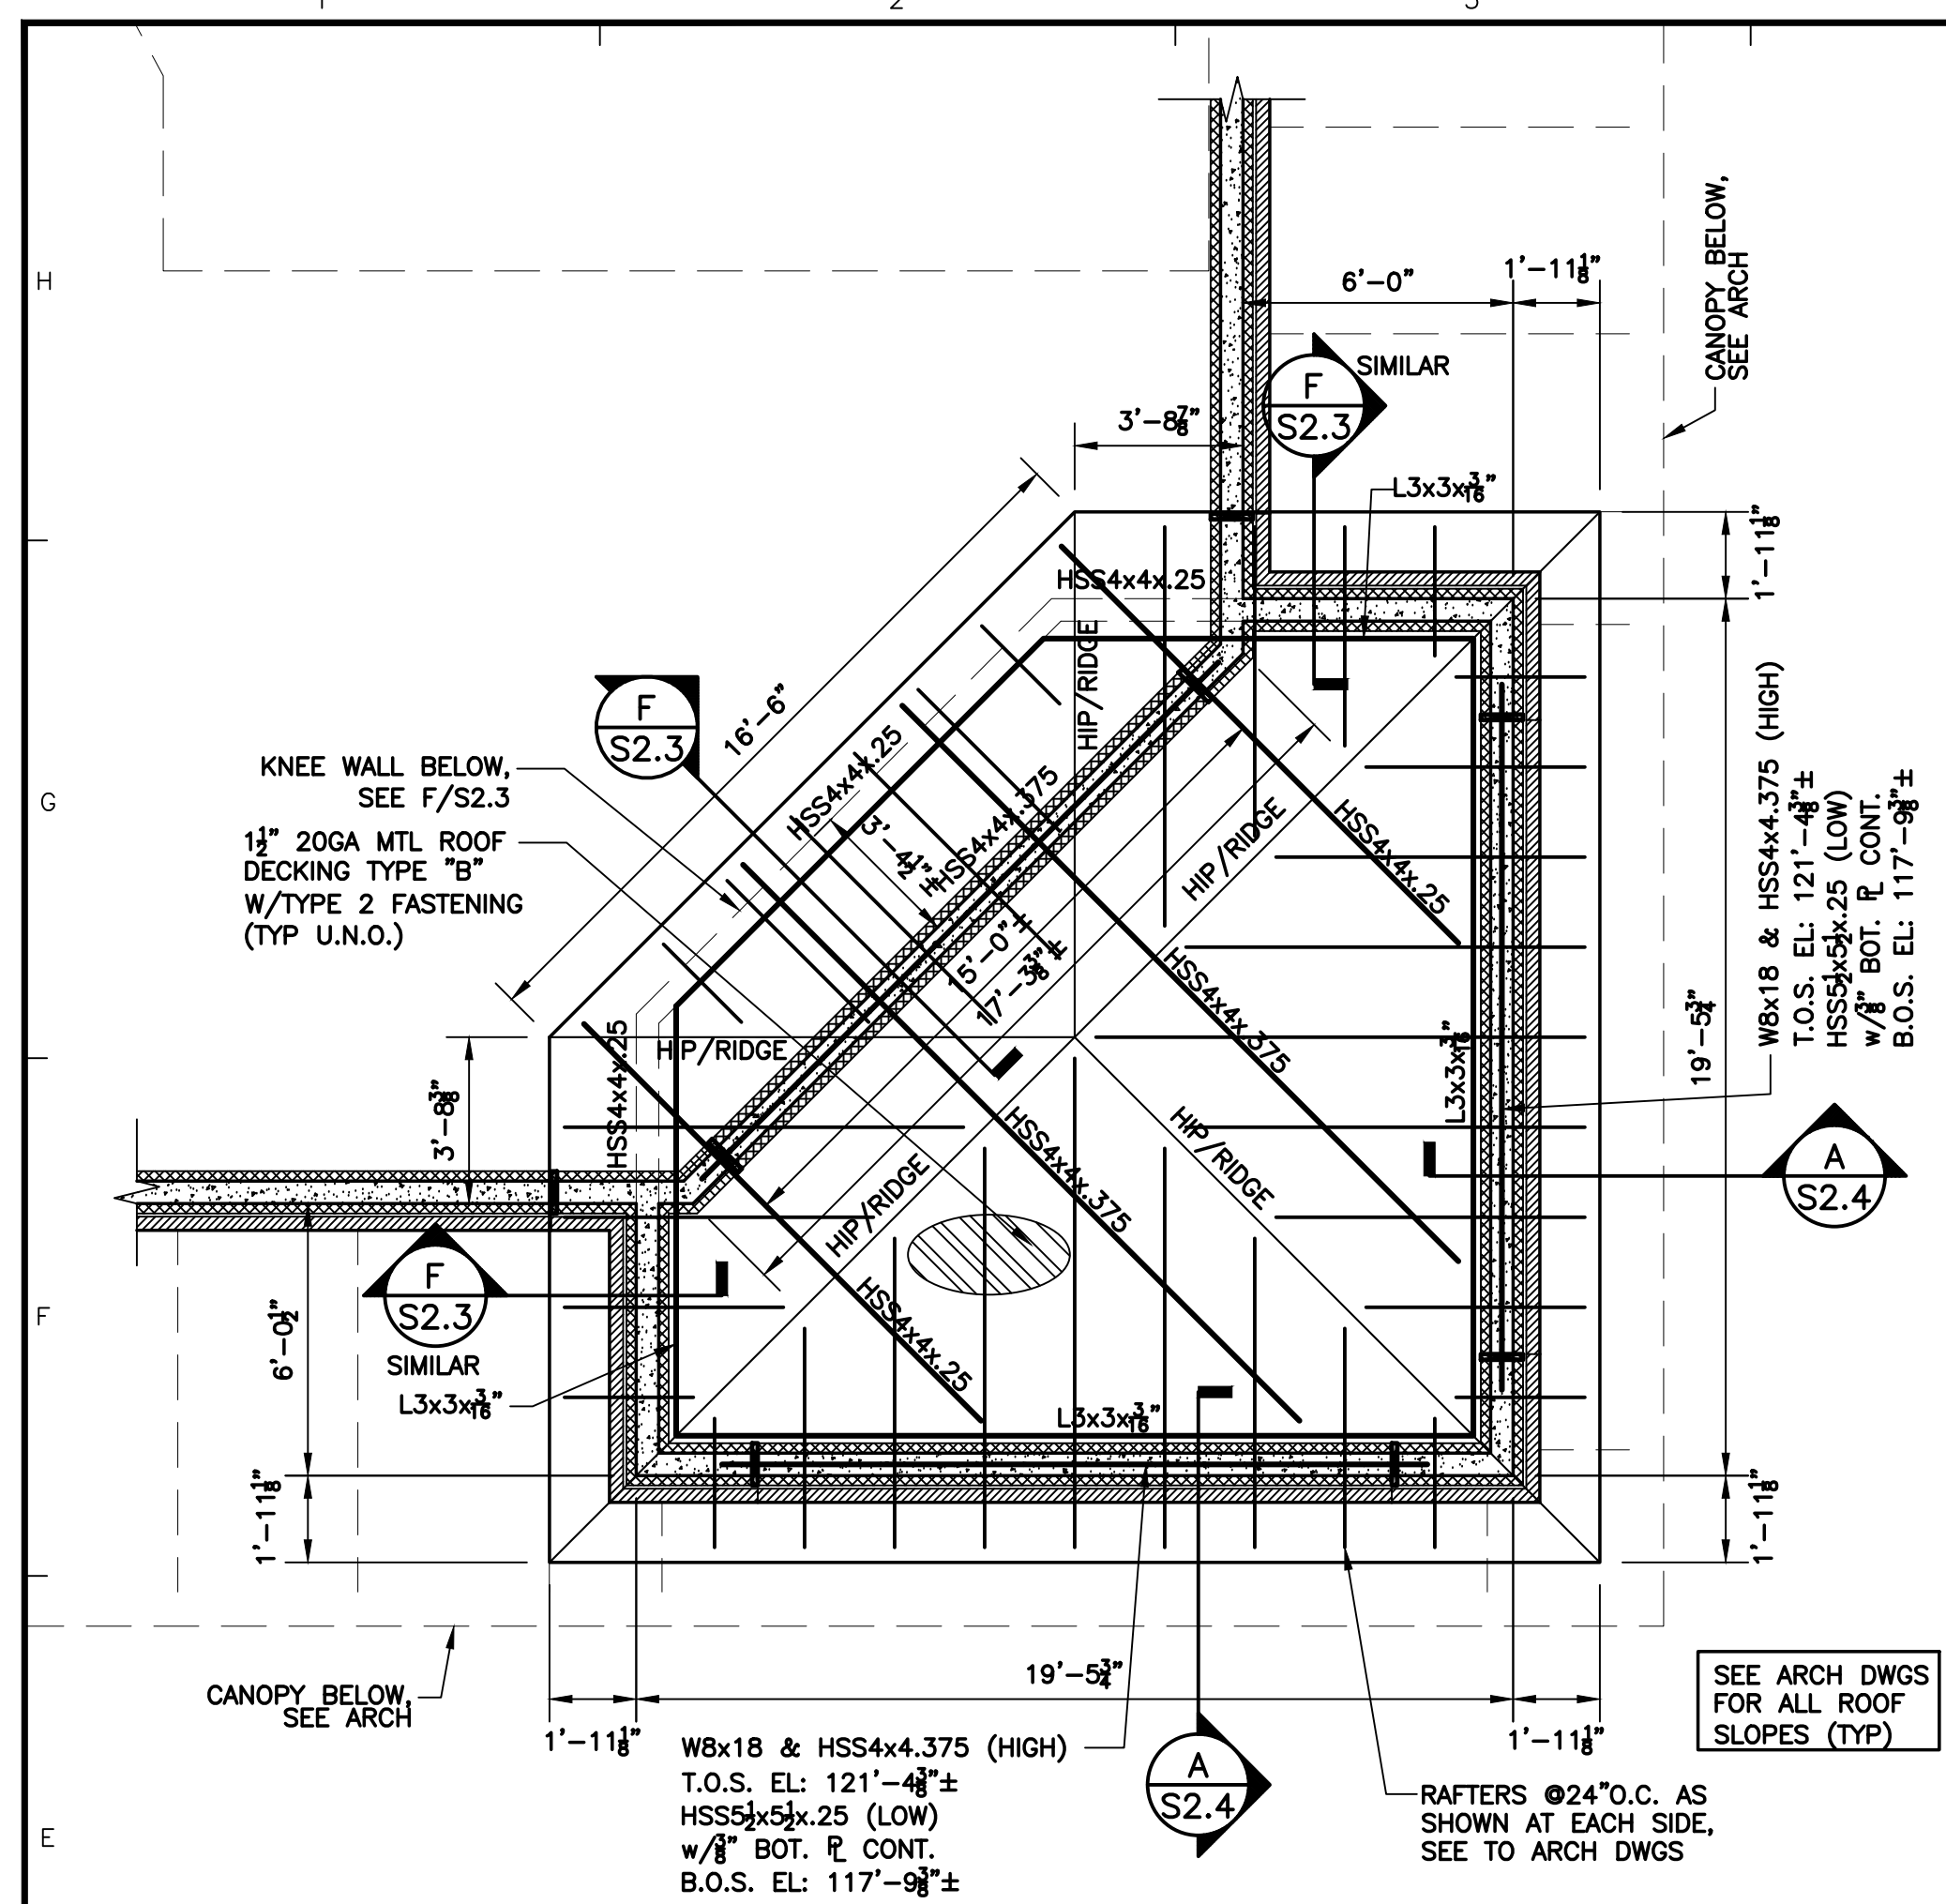 1 2 3
H
G
F
E
6'-0"
1'-11⅛"
CANOPY BELOW,
SEE ARCH
F
S2.3
SIMILAR
3'-8⅞"
L3x3x3/16"
1'-11⅛"
HSS4x4x.25
HIP/RIDGE
16'-6"
F
S2.3
KNEE WALL BELOW,
SEE F/S2.3
1½" 20GA MTL ROOF
DECKING TYPE "B"
W/TYPE 2 FASTENING
(TYP U.N.O.)
HSS4x4x.25
3'-4½"±
HSS4x4x.375
HIP/RIDGE
HSS4x4x.25
15'-0" ±
17'-3⅜" ±
HSS4x4x.375
W8x18 & HSS4x4.375 (HIGH)
T.O.S. EL: 121'-4⅜"±
HSS5½x5½x.25 (LOW)
w/⅜" BOT. PL CONT.
B.O.S. EL: 117'-9⅜"±
19'-5¾"
L3x3x3/16"
HSS4x4x.25
HIP/RIDGE
3'-8⅜"
HSS4x4x.375
HIP/RIDGE
HIP/RIDGE
A
S2.4
F
S2.3
SIMILAR
6'-0½"
L3x3x3/16"
HSS4x4x.25
L3x3x3/16"
1'-11⅛"
1'-11⅛"
CANOPY BELOW,
SEE ARCH
19'-5¾"
1'-11⅛"
1'-11⅛"
W8x18 & HSS4x4.375 (HIGH)
T.O.S. EL: 121'-4⅜"±
HSS5½x5½x.25 (LOW)
w/⅜" BOT. PL CONT.
B.O.S. EL: 117'-9⅜"±
A
S2.4
RAFTERS @24"O.C. AS
SHOWN AT EACH SIDE,
SEE TO ARCH DWGS
SEE ARCH DWGS
FOR ALL ROOF
SLOPES (TYP)